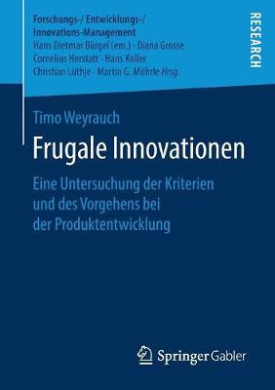 Forschungs-/ Entwicklungs-/
Innovations-Management
Hans Dietmar Bürgel (em.) · Diana Grosse
Cornelius Herstatt · Hans Koller
Christian Lüthje · Martin G. Möhrle Hrsg.
RESEARCH
Timo Weyrauch
Frugale Innovationen
Eine Untersuchung der Kriterien
und des Vorgehens bei
der Produktentwicklung
Springer Gabler